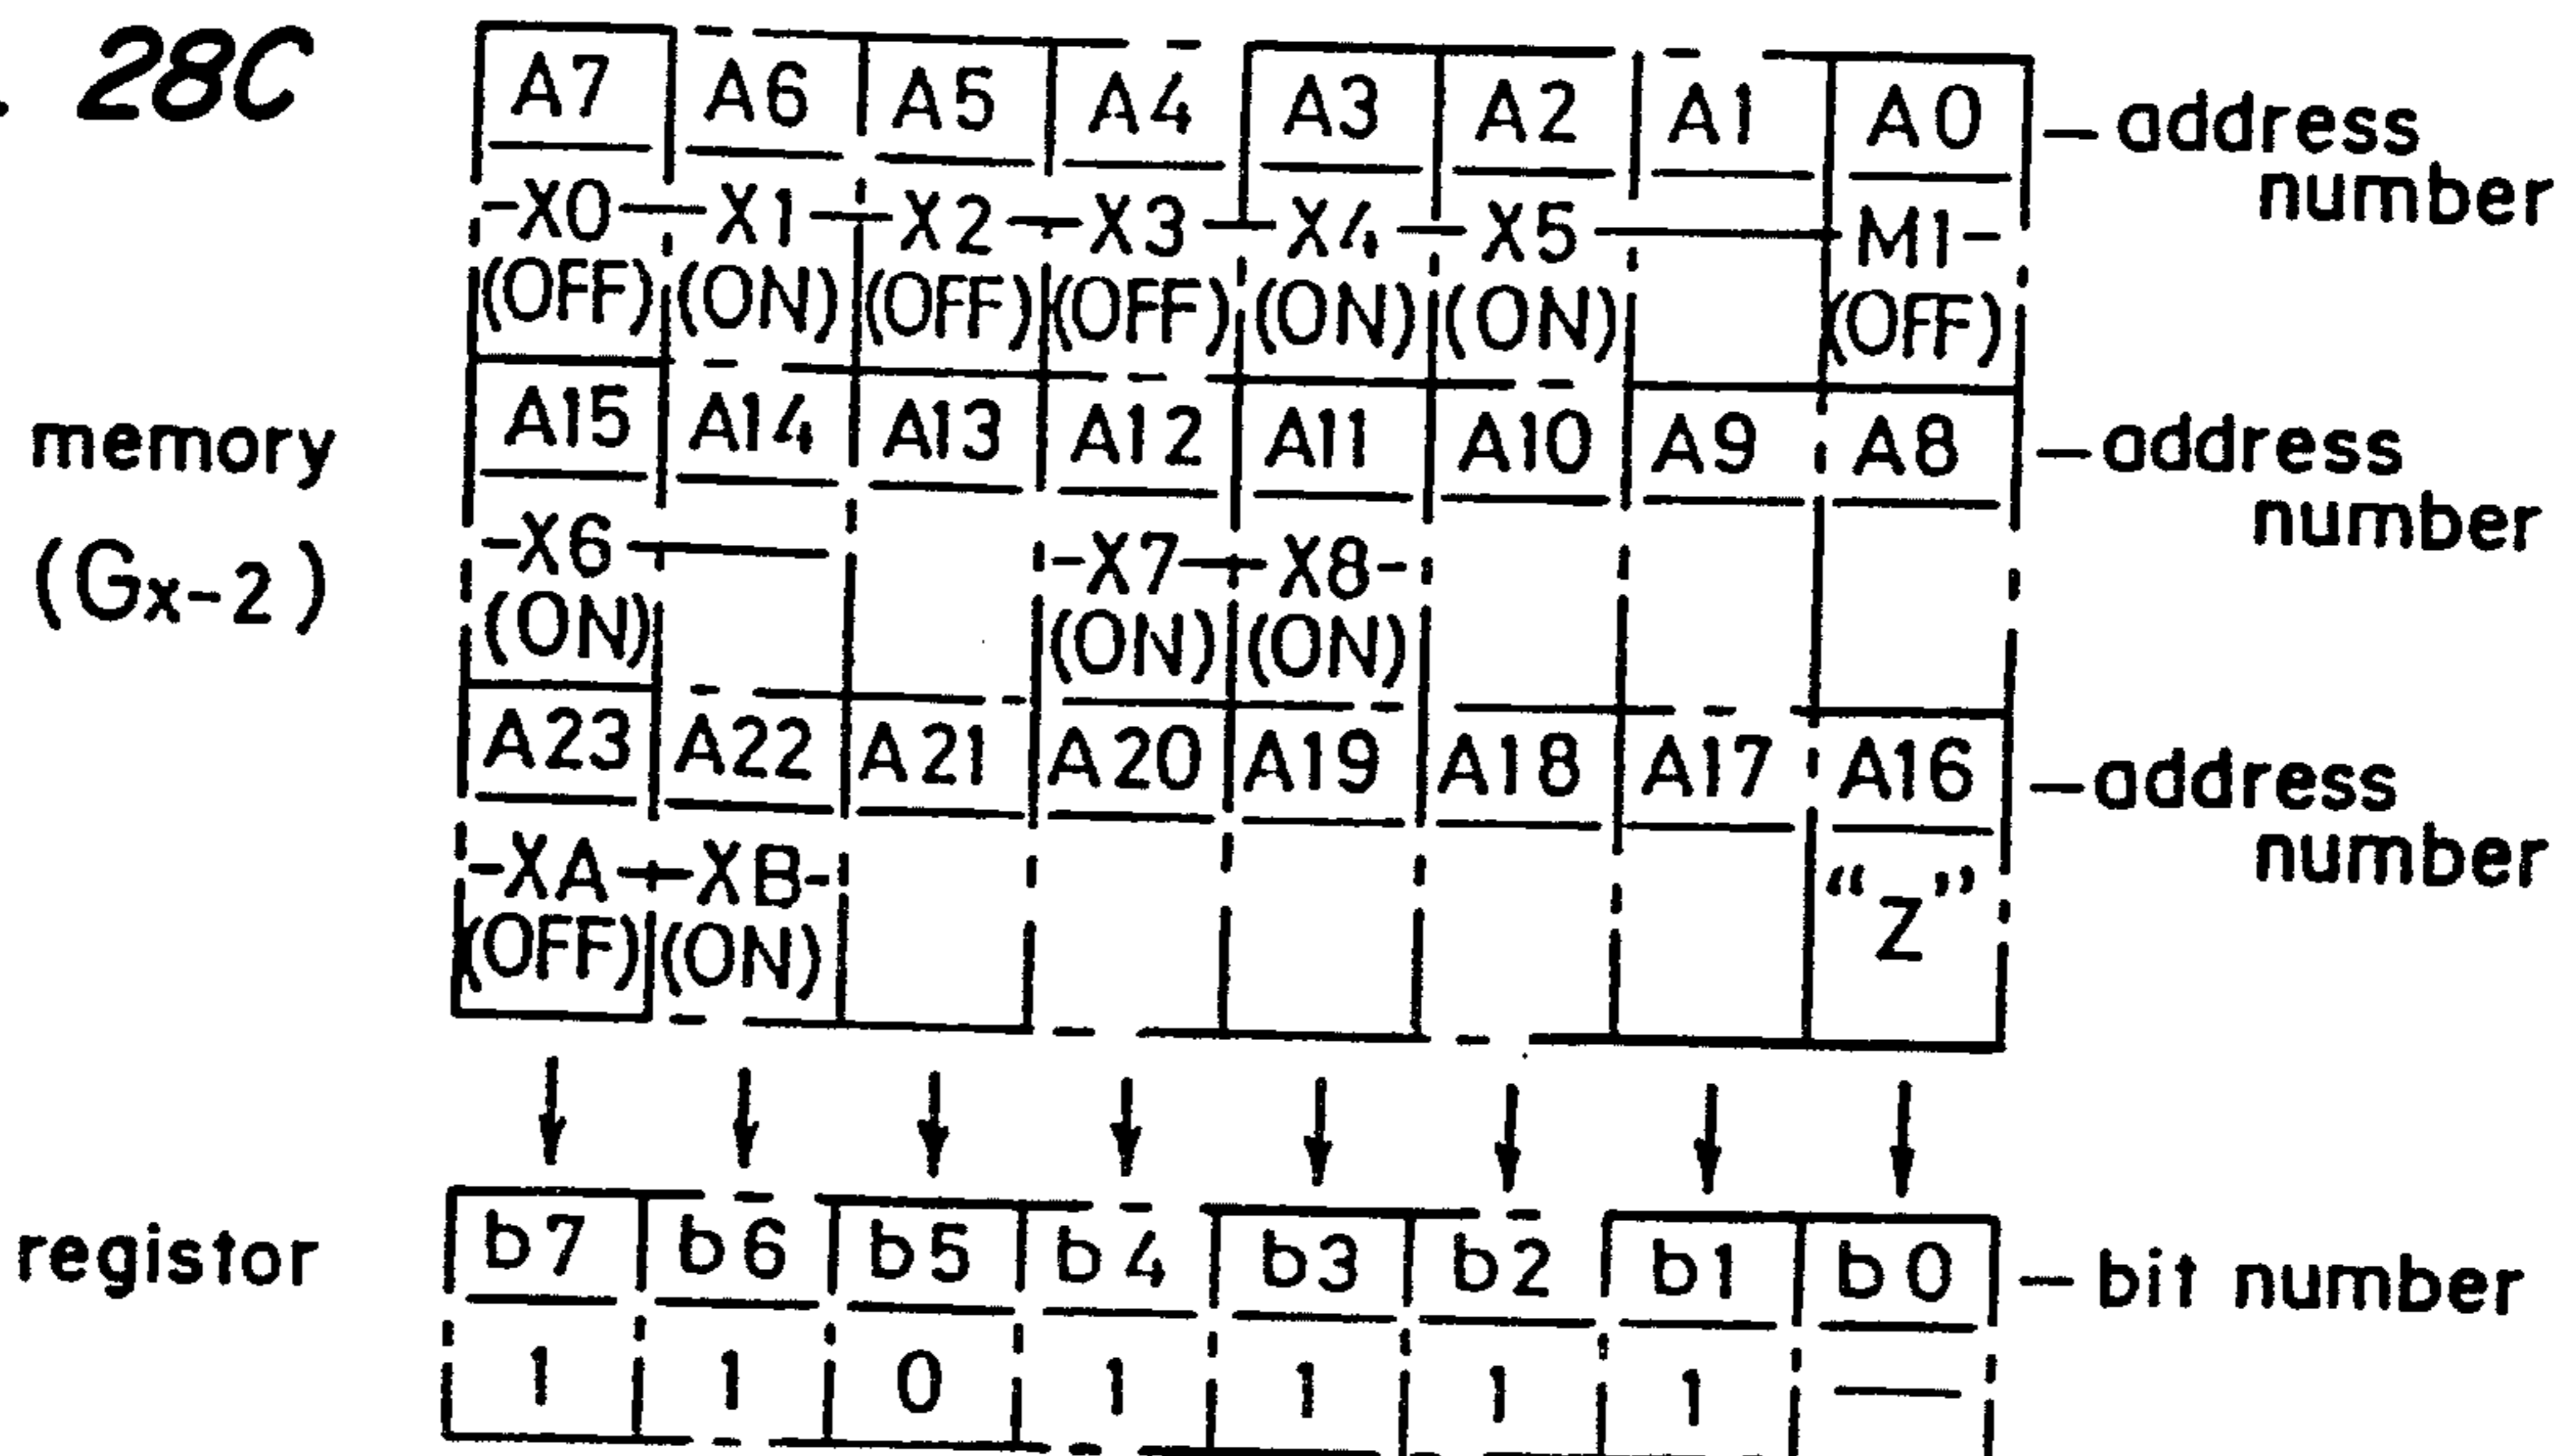 . 28C
A7 A6 A5 A4 A3 A2 A1 A0 — address number
-X0—X1—X2—X3—X4—X5———M1-
(OFF) (ON) (OFF) (OFF) (ON) (ON) (OFF)
memory
(Gx-2)
A15 A14 A13 A12 A11 A10 A9 A8 — address number
-X6— -X7—X8-
(ON) (ON) (ON)
A23 A22 A21 A20 A19 A18 A17 A16 — address number
-XA—XB- “Z”
(OFF) (ON)
registor
b7 b6 b5 b4 b3 b2 b1 b0 — bit number
1 1 0 1 1 1 1 —